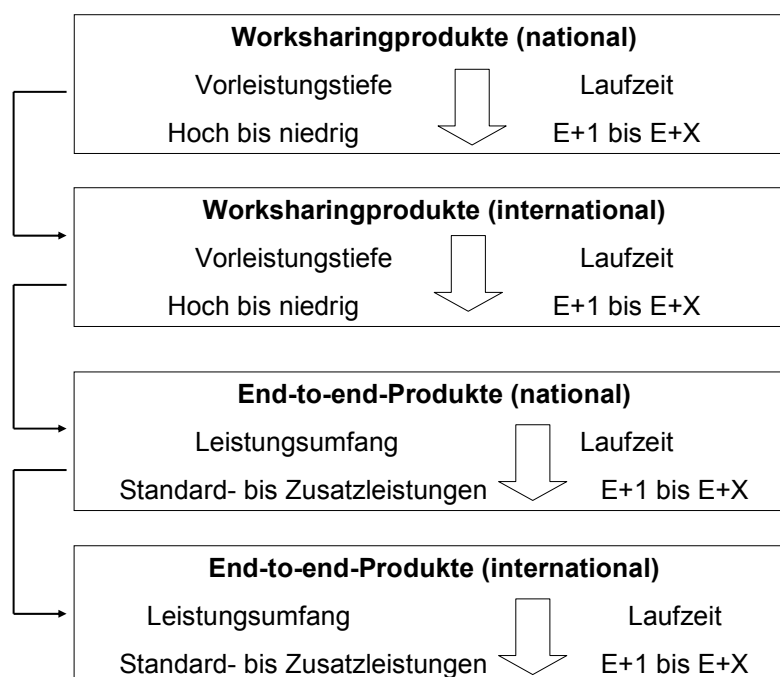 Worksharingprodukte (national)
Vorleistungstiefe Laufzeit
Hoch bis niedrig E+1 bis E+X
Worksharingprodukte (international)
Vorleistungstiefe Laufzeit
Hoch bis niedrig E+1 bis E+X
End-to-end-Produkte (national)
Leistungsumfang Laufzeit
Standard- bis Zusatzleistungen E+1 bis E+X
End-to-end-Produkte (international)
Leistungsumfang Laufzeit
Standard- bis Zusatzleistungen E+1 bis E+X